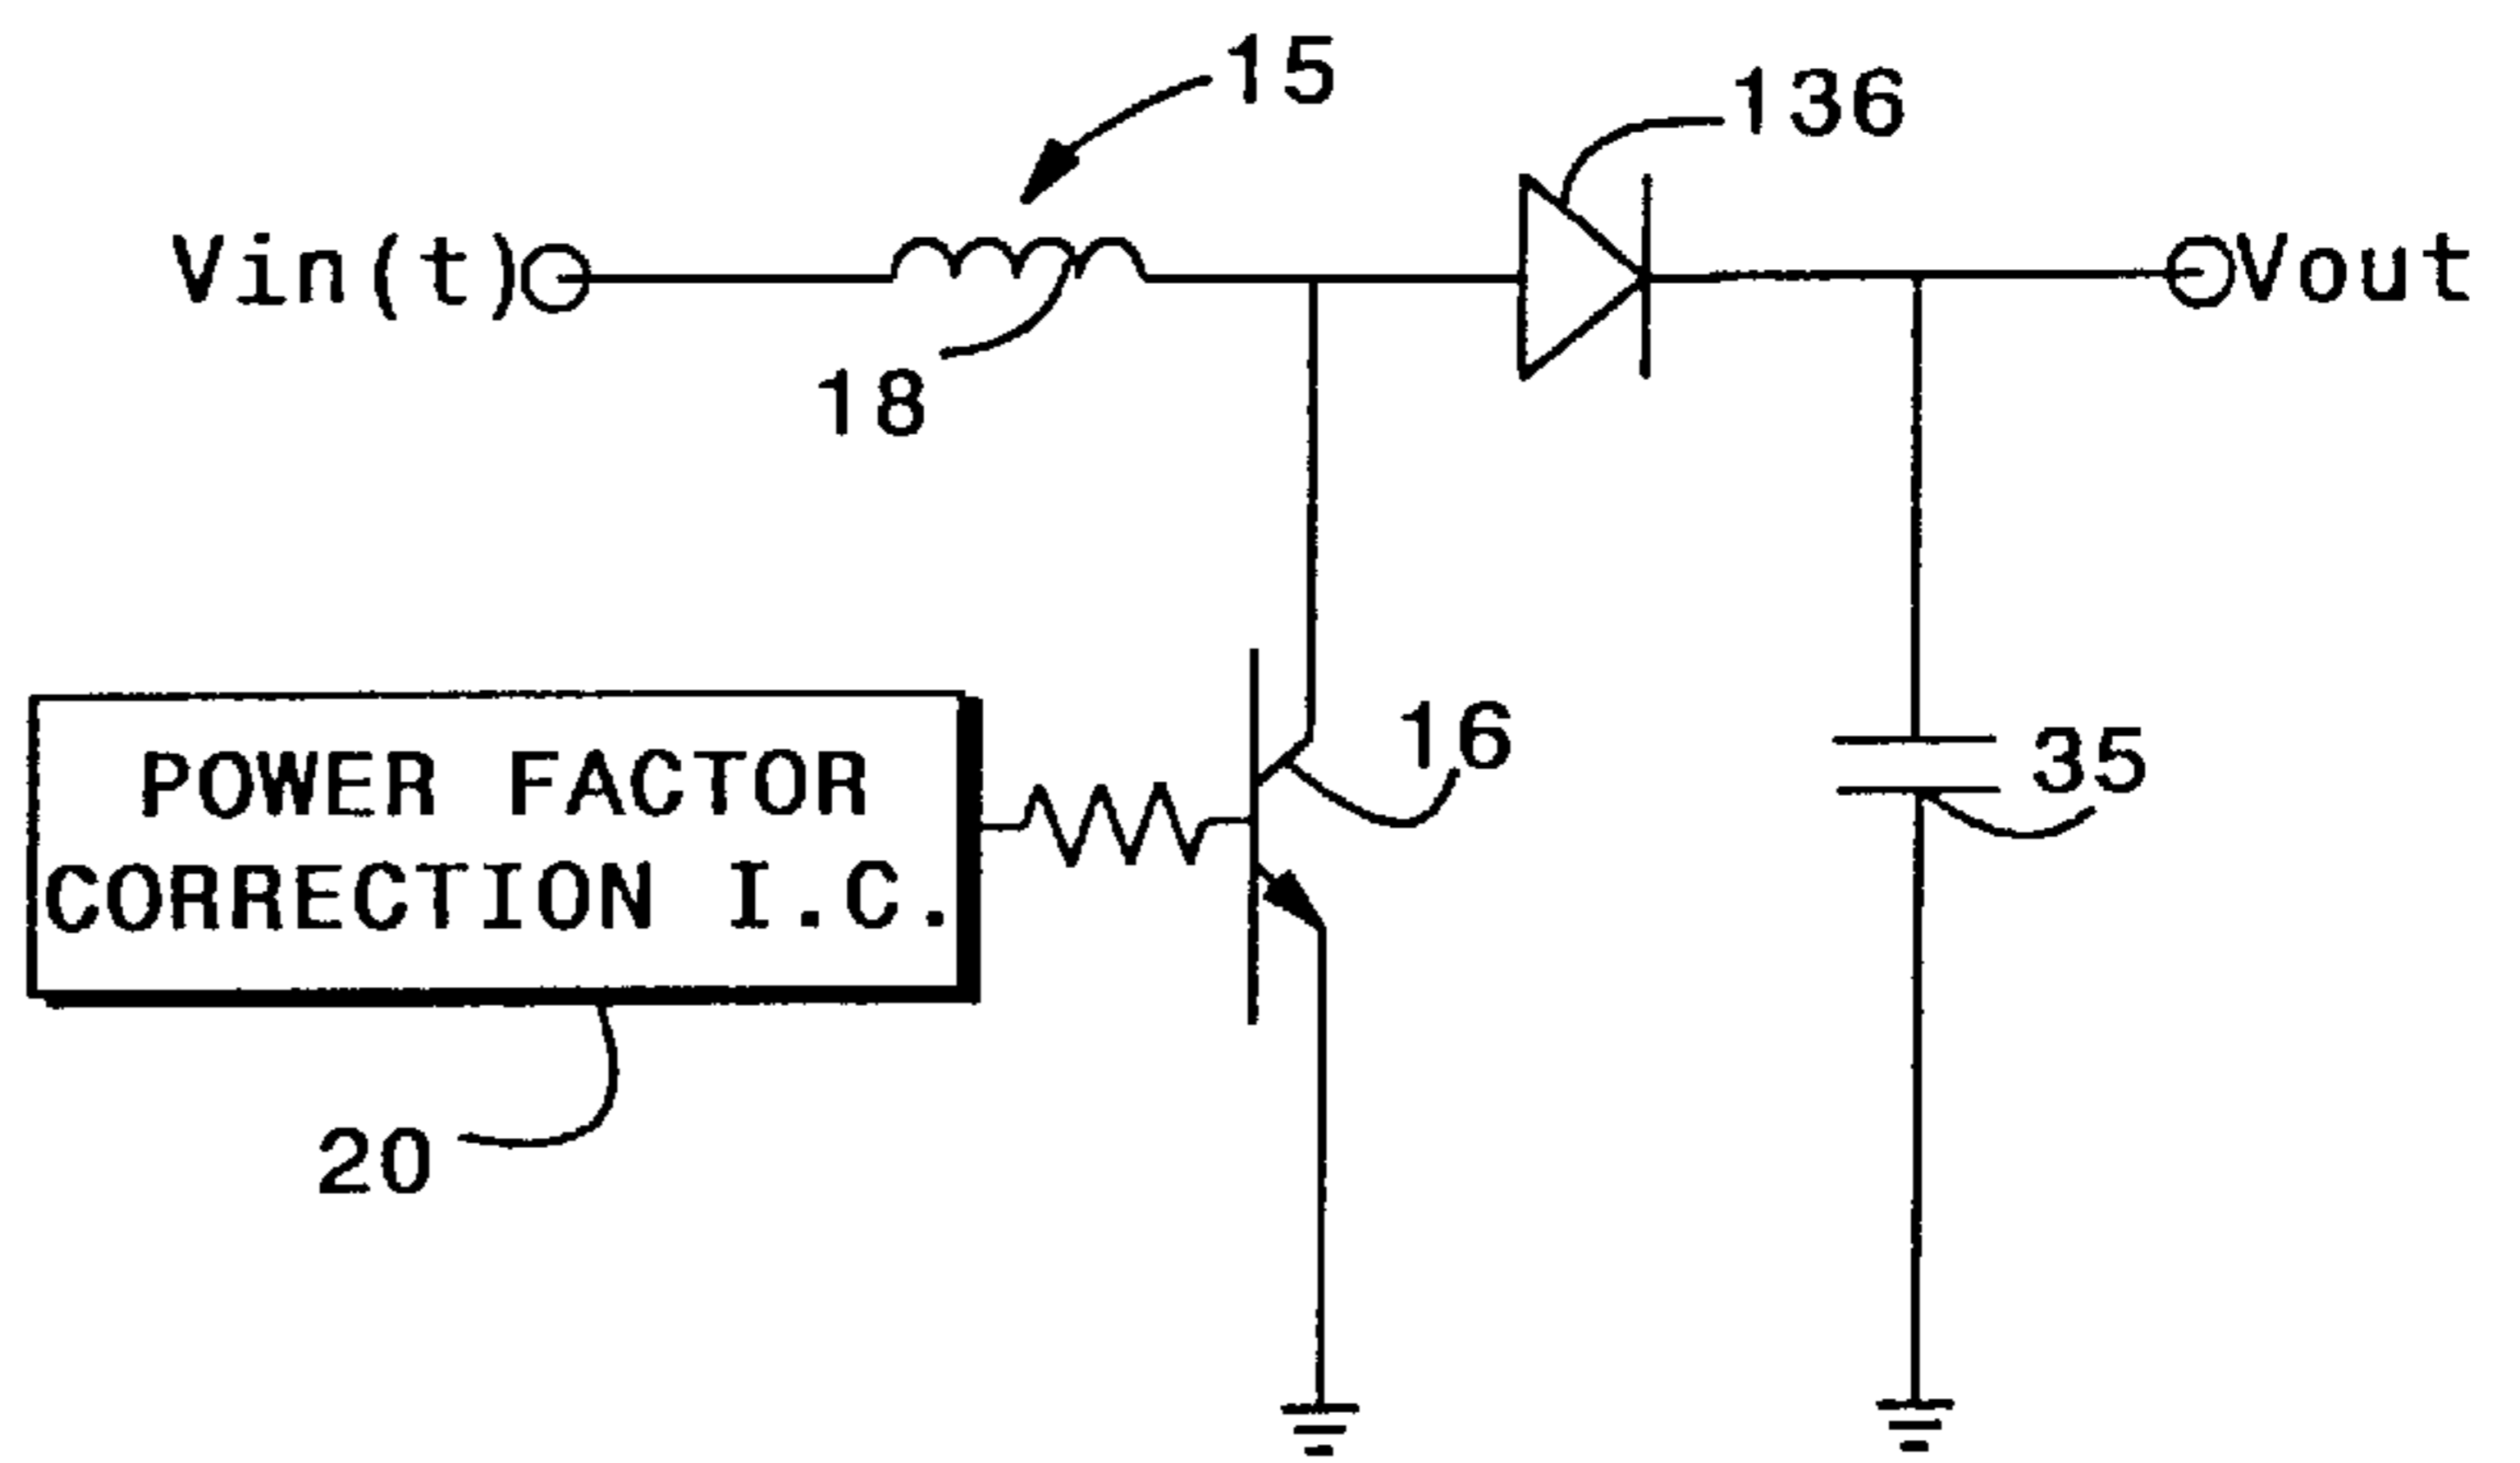 15
136
Vin(t)
Vout
18
16
35
POWER FACTOR
CORRECTION I.C.
20